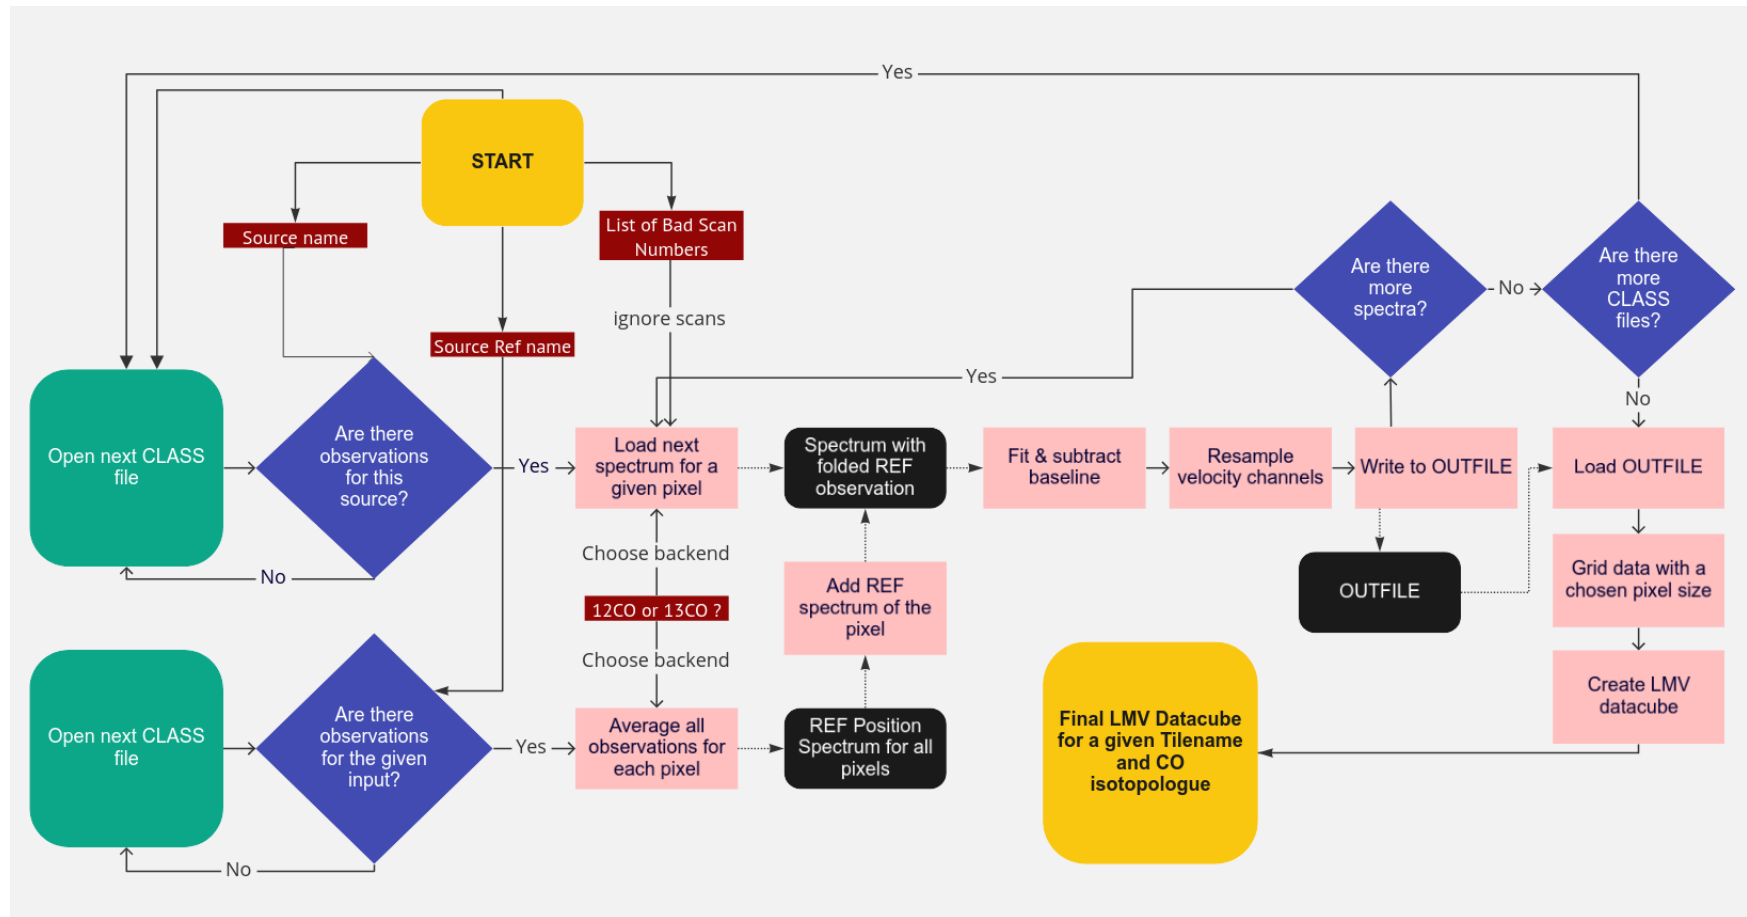 Yes
START
Source name
List of Bad Scan
Numbers
ignore scans
Source Ref name
Are there
more
spectra?
No
Are there
more
CLASS
files?
Yes
No
Open next CLASS
file
Are there
observations
for this
source?
Yes
No
Load next
spectrum for a
given pixel
Spectrum with
folded REF
observation
Fit & subtract
baseline
Resample
velocity channels
Write to OUTFILE
Load OUTFILE
Choose backend
12CO or 13CO ?
Choose backend
Add REF
spectrum of the
pixel
OUTFILE
Grid data with a
chosen pixel size
Create LMV
datacube
Open next CLASS
file
Are there
observations
for the given
input?
Yes
No
Average all
observations for
each pixel
REF Position
Spectrum for all
pixels
Final LMV Datacube
for a given Tilename
and CO
isotopologue